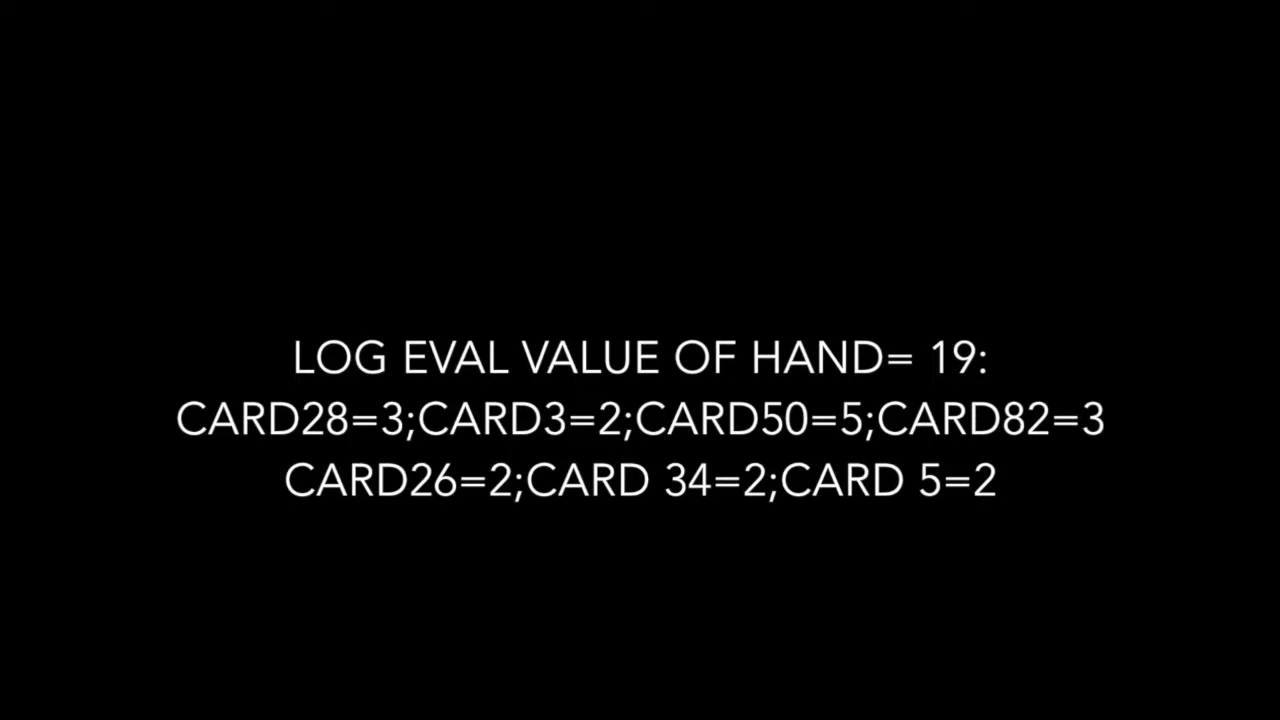 LOG EVAL VALUE OF HAND= 19:
CARD28=3;CARD3=2;CARD50=5;CARD82=3
CARD26=2;CARD 34=2;CARD 5=2